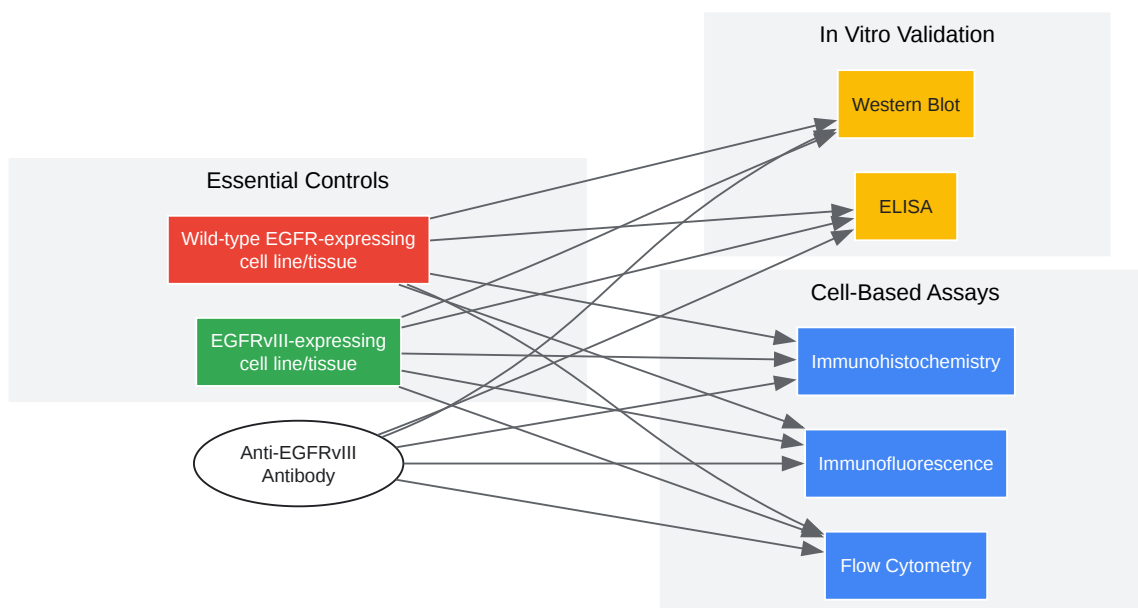 Essential Controls
Wild-type EGFR-expressing
cell line/tissue
EGFRvIII-expressing
cell line/tissue
Anti-EGFRvIII
Antibody
In Vitro Validation
Western Blot
ELISA
Cell-Based Assays
Immunohistochemistry
Immunofluorescence
Flow Cytometry